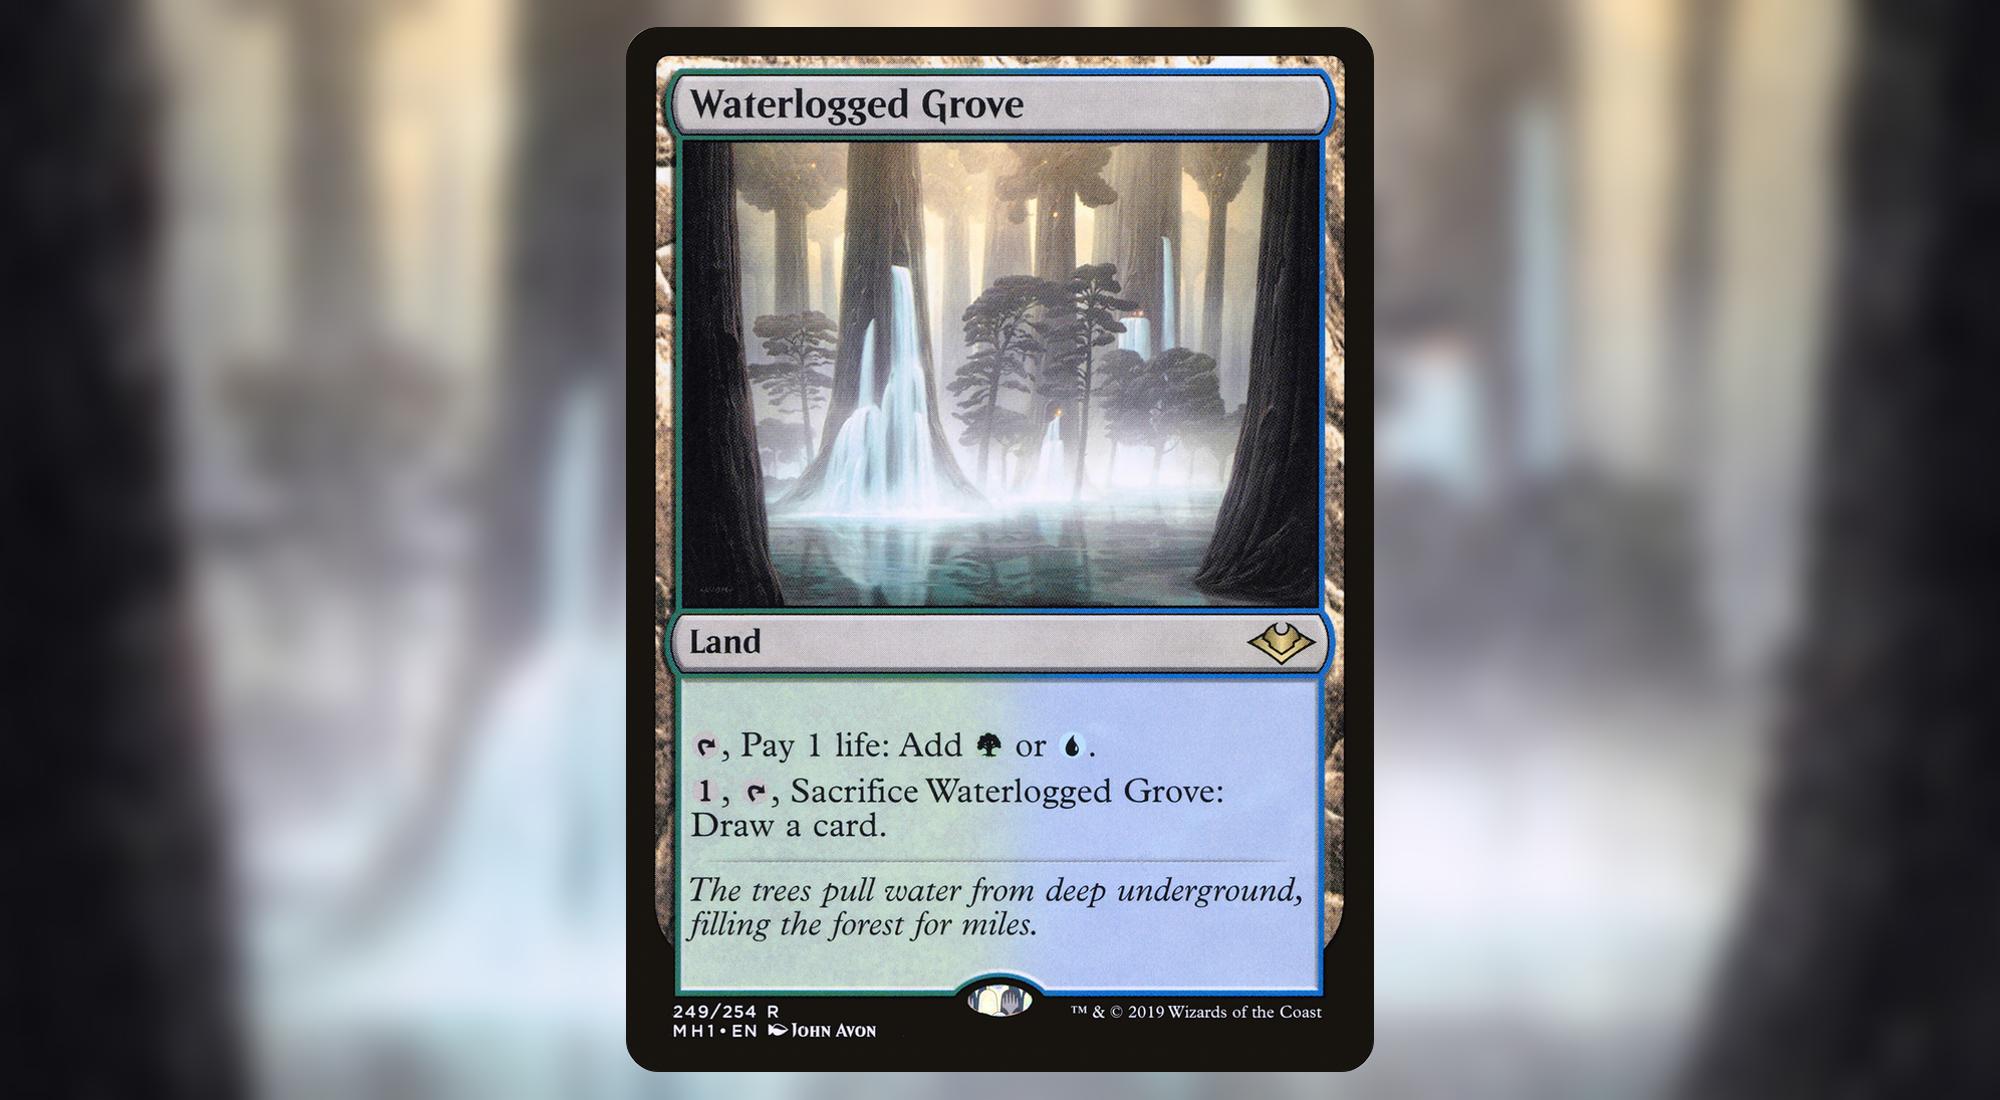 Waterlogged Grove
Land
, Pay 1 life: Add or .
1, , Sacrifice Waterlogged Grove:
Draw a card.
The trees pull water from deep underground,
filling the forest for miles.
249/254 R
MH1•EN JOHN AVON
™ & © 2019 Wizards of the Coast